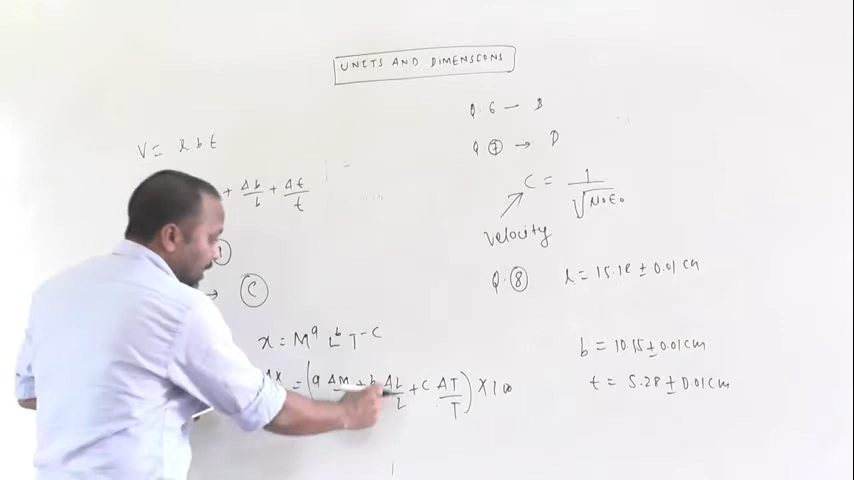 UNITS AND DIMENSIONS
V = l b t
+ Δb/b + Δt/t
1
→ C
x = M^a L^b T^-C
Δx = (a ΔM + b ΔL/L + C ΔT/T) X 100
Q. 6 — B
Q 7 → D
C = 1/√μ0ε0
velocity
Q. 8 l = 15.12 ± 0.01 cm
b = 10.15 ± 0.01 cm
t = 5.28 ± 0.01 cm